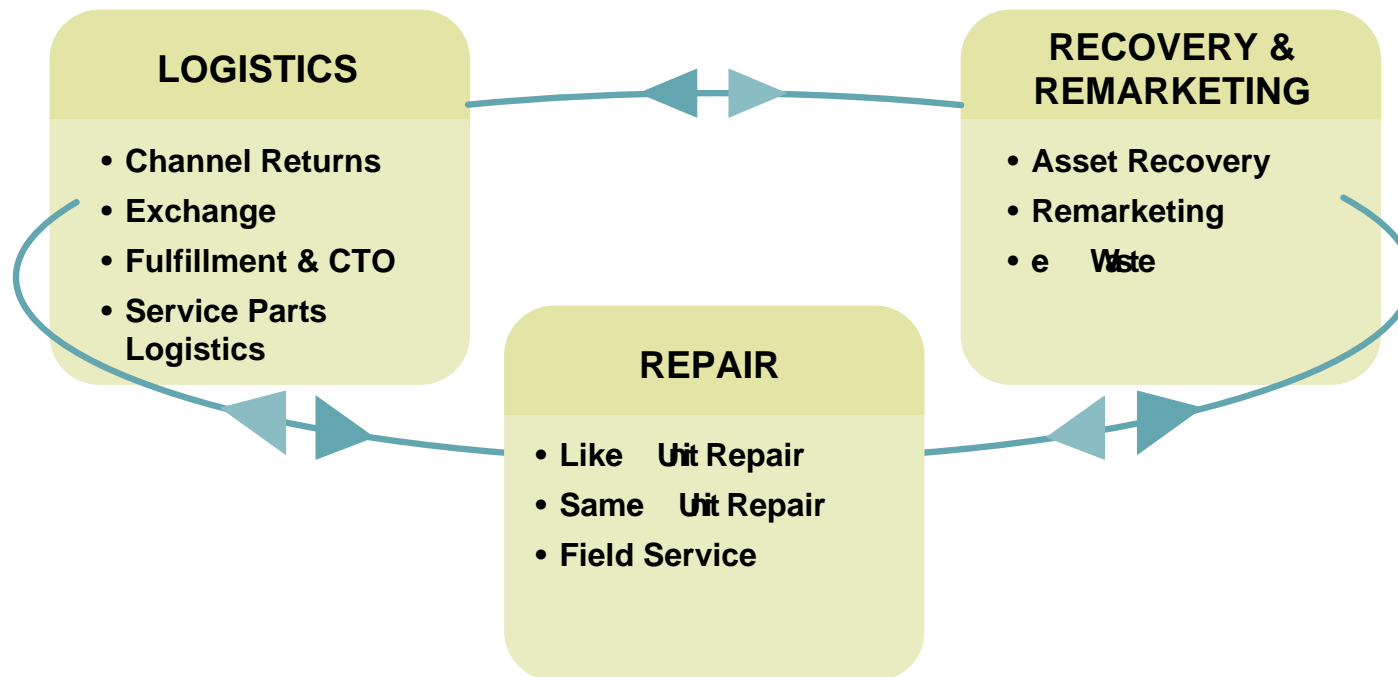 LOGISTICS
• Channel Returns
• Exchange
• Fulfillment & CTO
• Service Parts
Logistics
RECOVERY &
REMARKETING
• Asset Recovery
• Remarketing
• e Waste
REPAIR
• Like Unit Repair
• Same Unit Repair
• Field Service